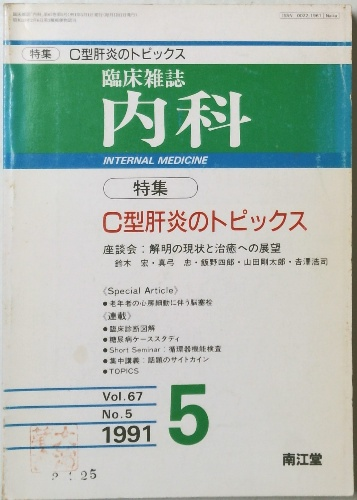 特集 C型肝炎のトピックス
臨床雑誌
内科
INTERNAL MEDICINE
特集
C型肝炎のトピックス
座談会：解明の現状と治癒への展望
鈴木 宏・真弓 忠・飯野四郎・山田剛太郎・吉澤浩司
〈Special Article〉
●老年者の心房細動に伴う脳塞栓
〈連載〉
●臨床診断図解
●糖尿病ケーススタディ
●Short Seminar：循環器機能検査
●集中講義：話題のサイトカイン
●TOPICS
Vol.67
No.5
1991
5
南江堂